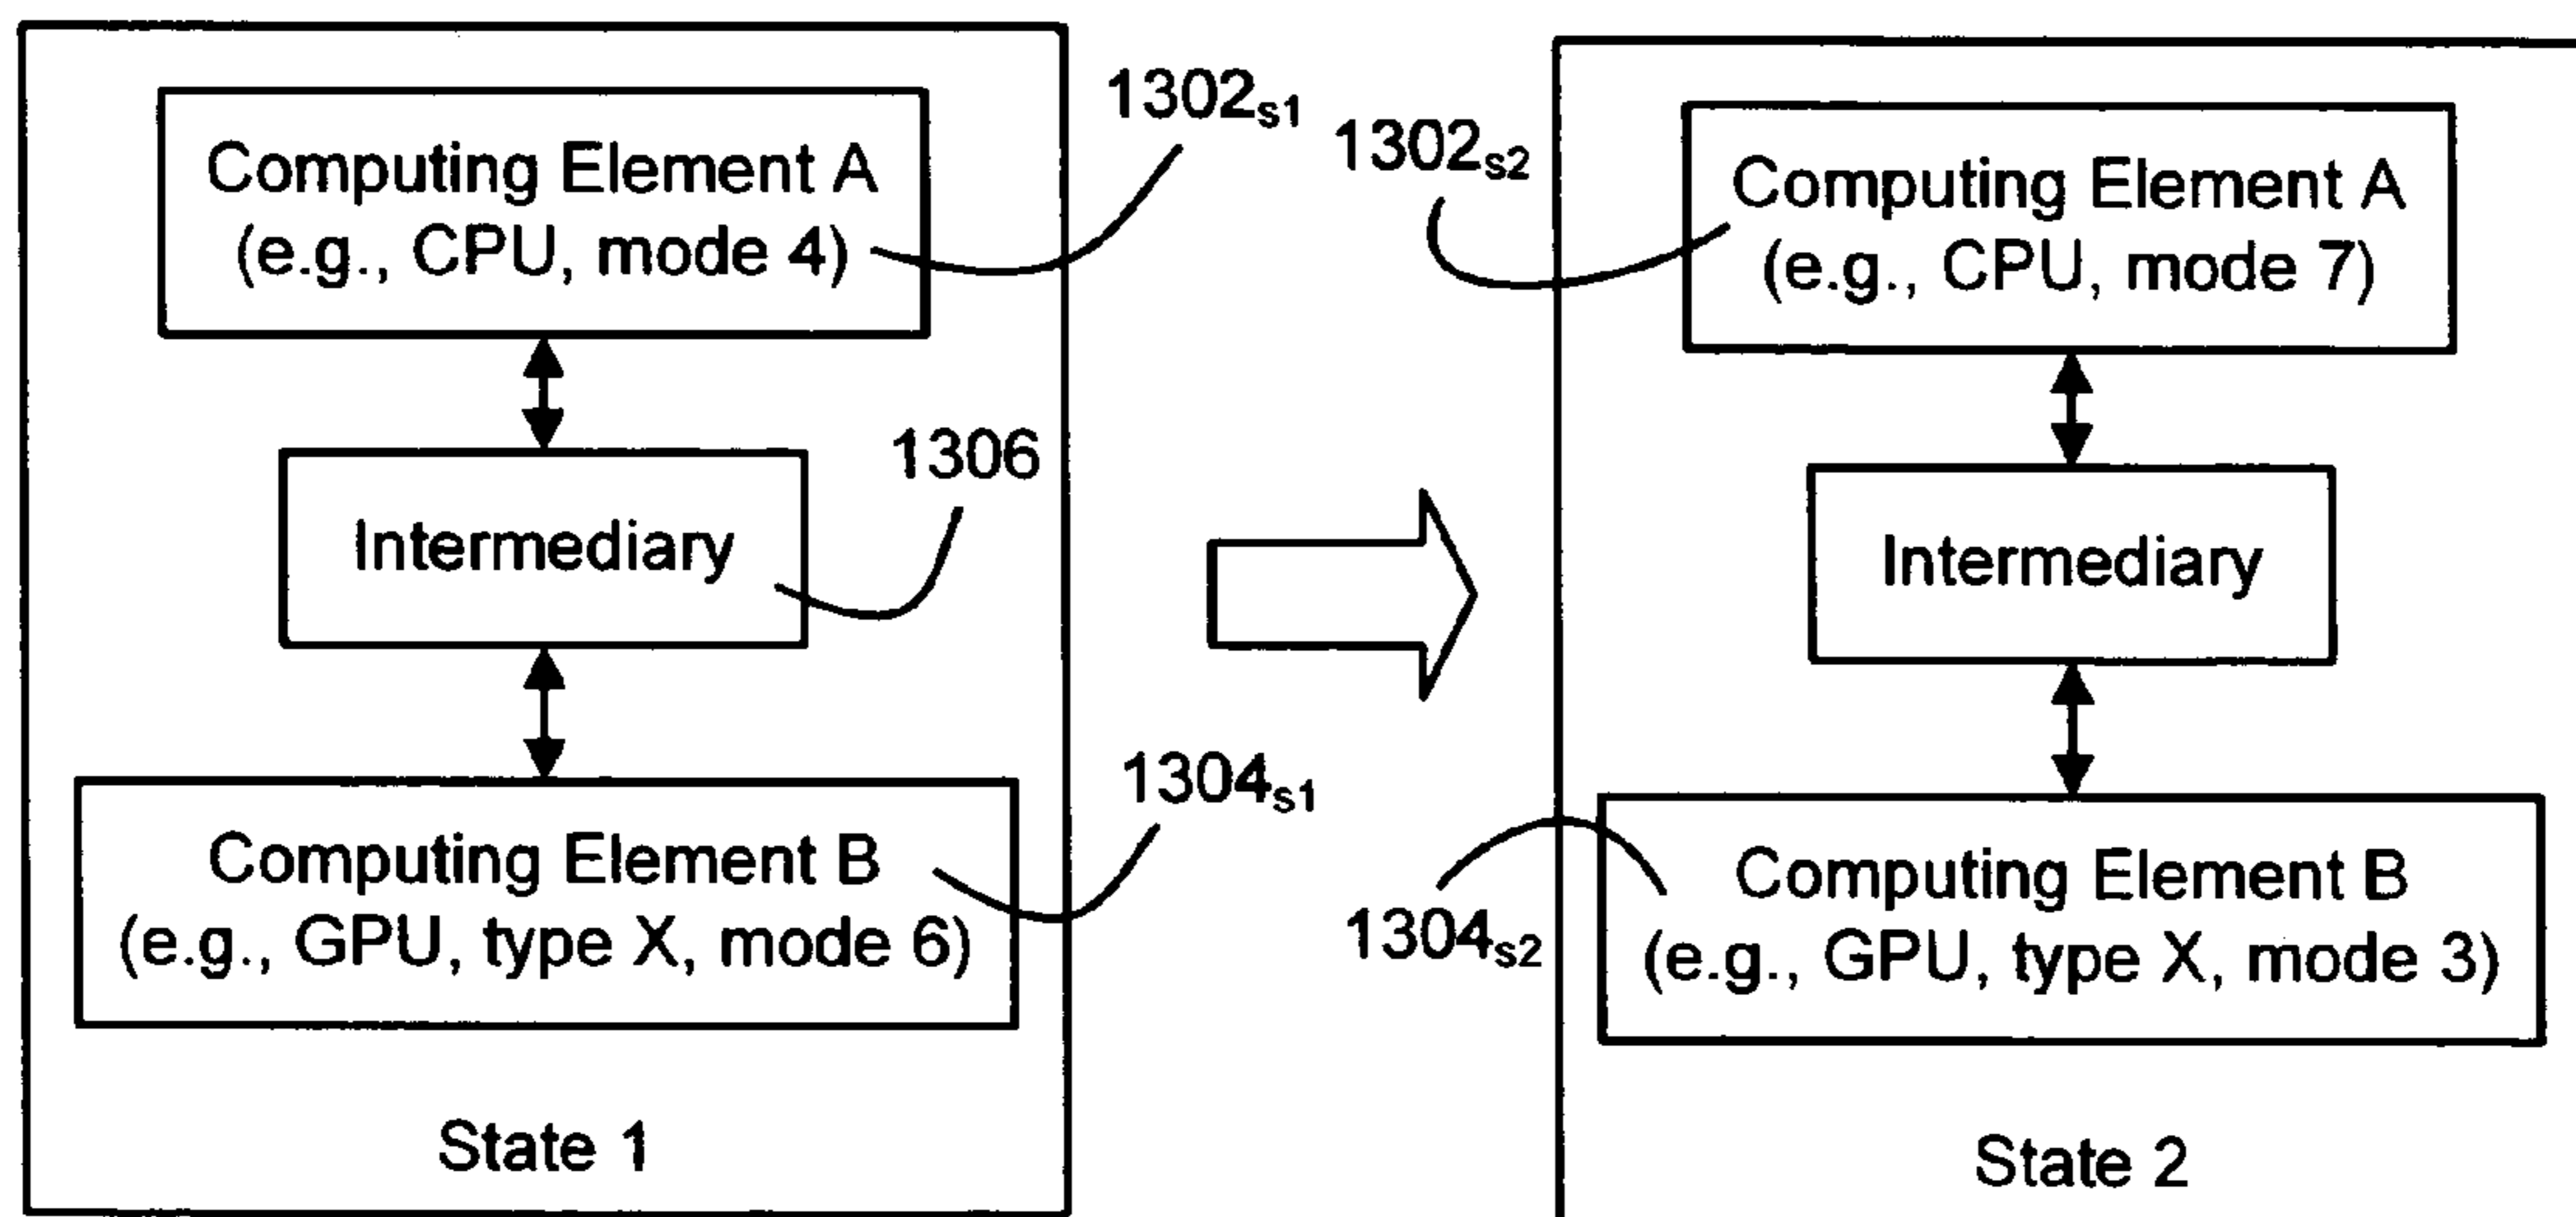 Computing Element A
(e.g., CPU, mode 4)
1302s1
Intermediary
1306
Computing Element B
(e.g., GPU, type X, mode 6)
1304s1
State 1
1302s2
Computing Element A
(e.g., CPU, mode 7)
Intermediary
1304s2
Computing Element B
(e.g., GPU, type X, mode 3)
State 2